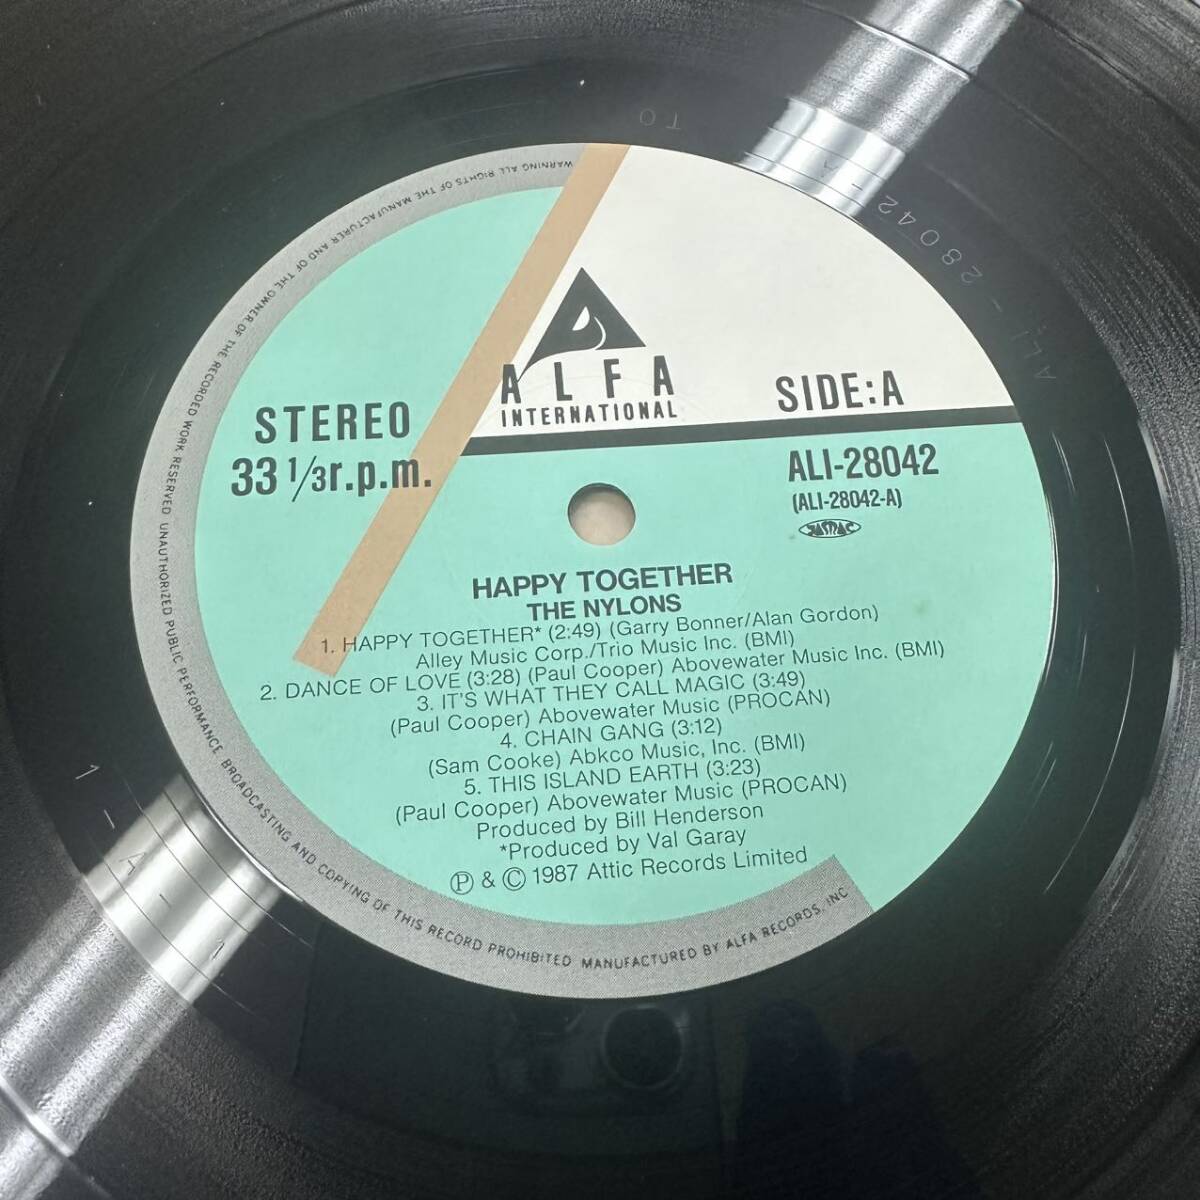 ALFA
INTERNATIONAL
SIDE:A
STEREO
33 1/3r.p.m.
ALI-28042
(ALI-28042-A)
JASRAC
HAPPY TOGETHER
THE NYLONS
1. HAPPY TOGETHER* (2:49) (Garry Bonner/Alan Gordon)
Alley Music Corp./Trio Music Inc. (BMI)
2. DANCE OF LOVE (3:28) (Paul Cooper) Abovewater Music Inc. (BMI)
3. IT'S WHAT THEY CALL MAGIC (3:49)
(Paul Cooper) Abovewater Music (PROCAN)
4. CHAIN GANG (3:12)
(Sam Cooke) Abkco Music, Inc. (BMI)
5. THIS ISLAND EARTH (3:23)
(Paul Cooper) Abovewater Music (PROCAN)
Produced by Bill Henderson
*Produced by Val Garay
Ⓟ & © 1987 Attic Records Limited
WARNING ALL RIGHTS OF THE MANUFACTURER AND OF THE OWNER OF THE RECORDED WORK RESERVED UNAUTHORIZED PUBLIC PERFORMANCE BROADCASTING AND COPYING OF THIS RECORD PROHIBITED MANUFACTURED BY ALFA RECORDS, INC
ALI-28042-A
TO
1-A-1